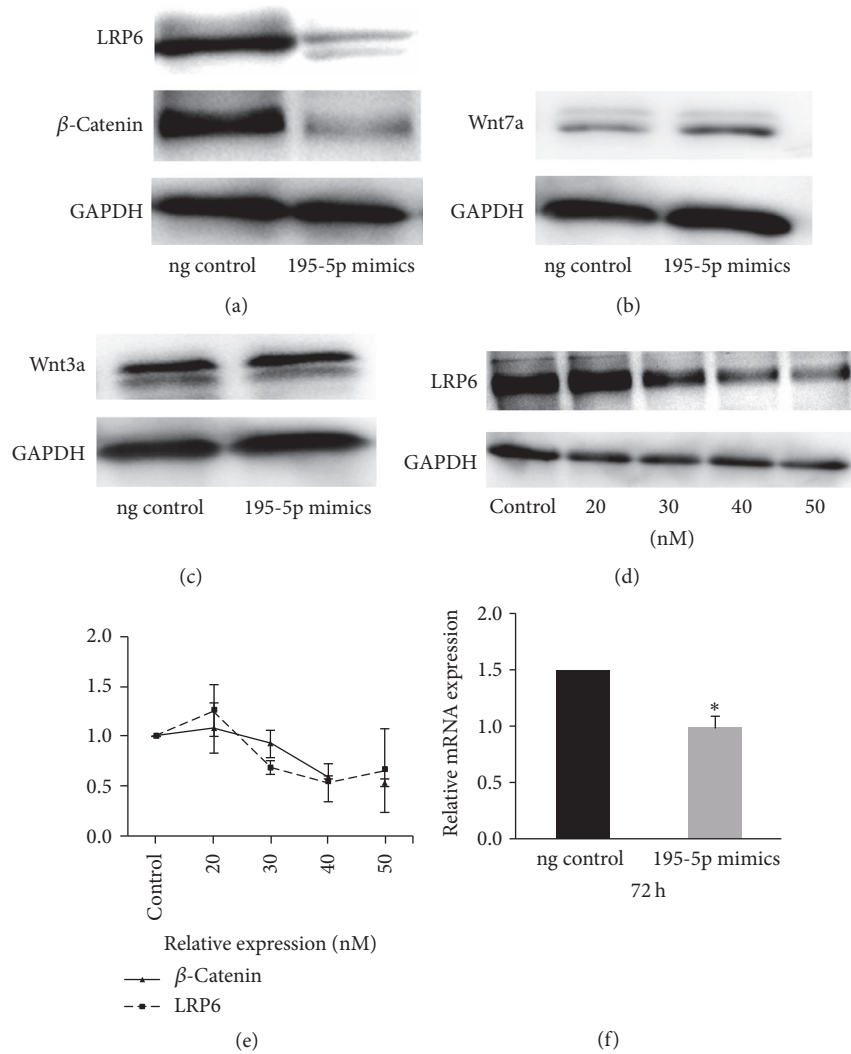 LRP6
β-Catenin
GAPDH
ng control 195-5p mimics
(a)
Wnt7a
GAPDH
ng control 195-5p mimics
(b)
Wnt3a
GAPDH
ng control 195-5p mimics
(c)
LRP6
GAPDH
Control 20 30 40 50
(nM)
(d)
2.0
1.5
1.0
0.5
0.0
Control 20 30 40 50
Relative expression (nM)
β-Catenin
LRP6
(e)
Relative mRNA expression
2.0
1.5
1.0
0.5
0.0
*
ng control 195-5p mimics
72 h
(f)